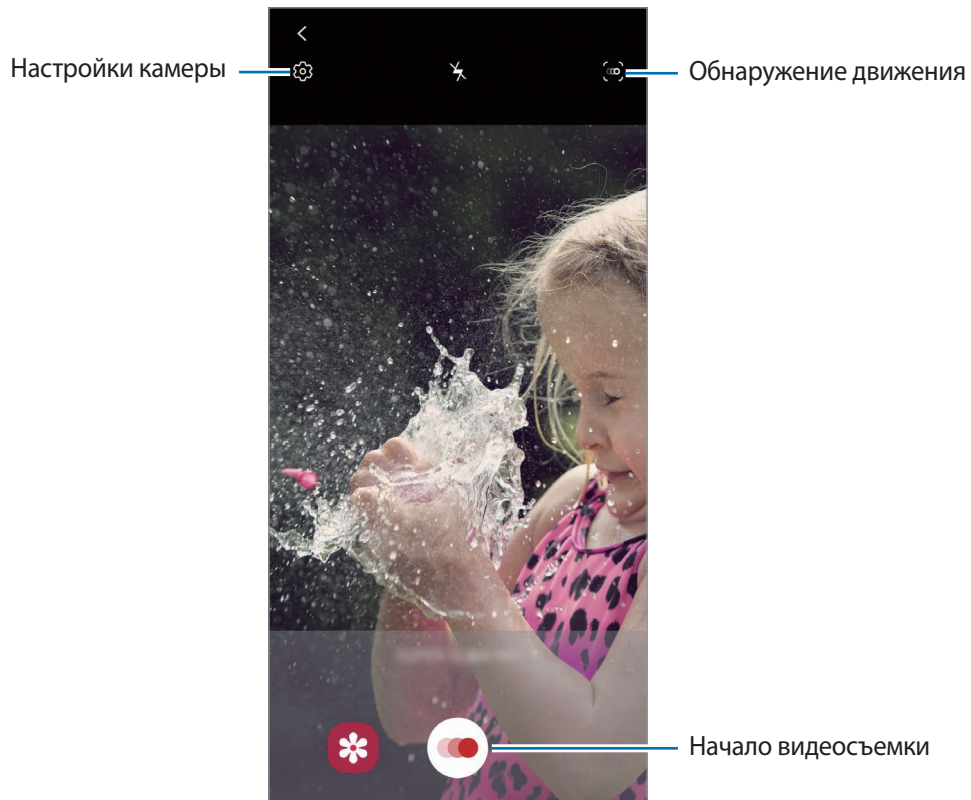 Настройки камеры
Обнаружение движения
Начало видеосъемки